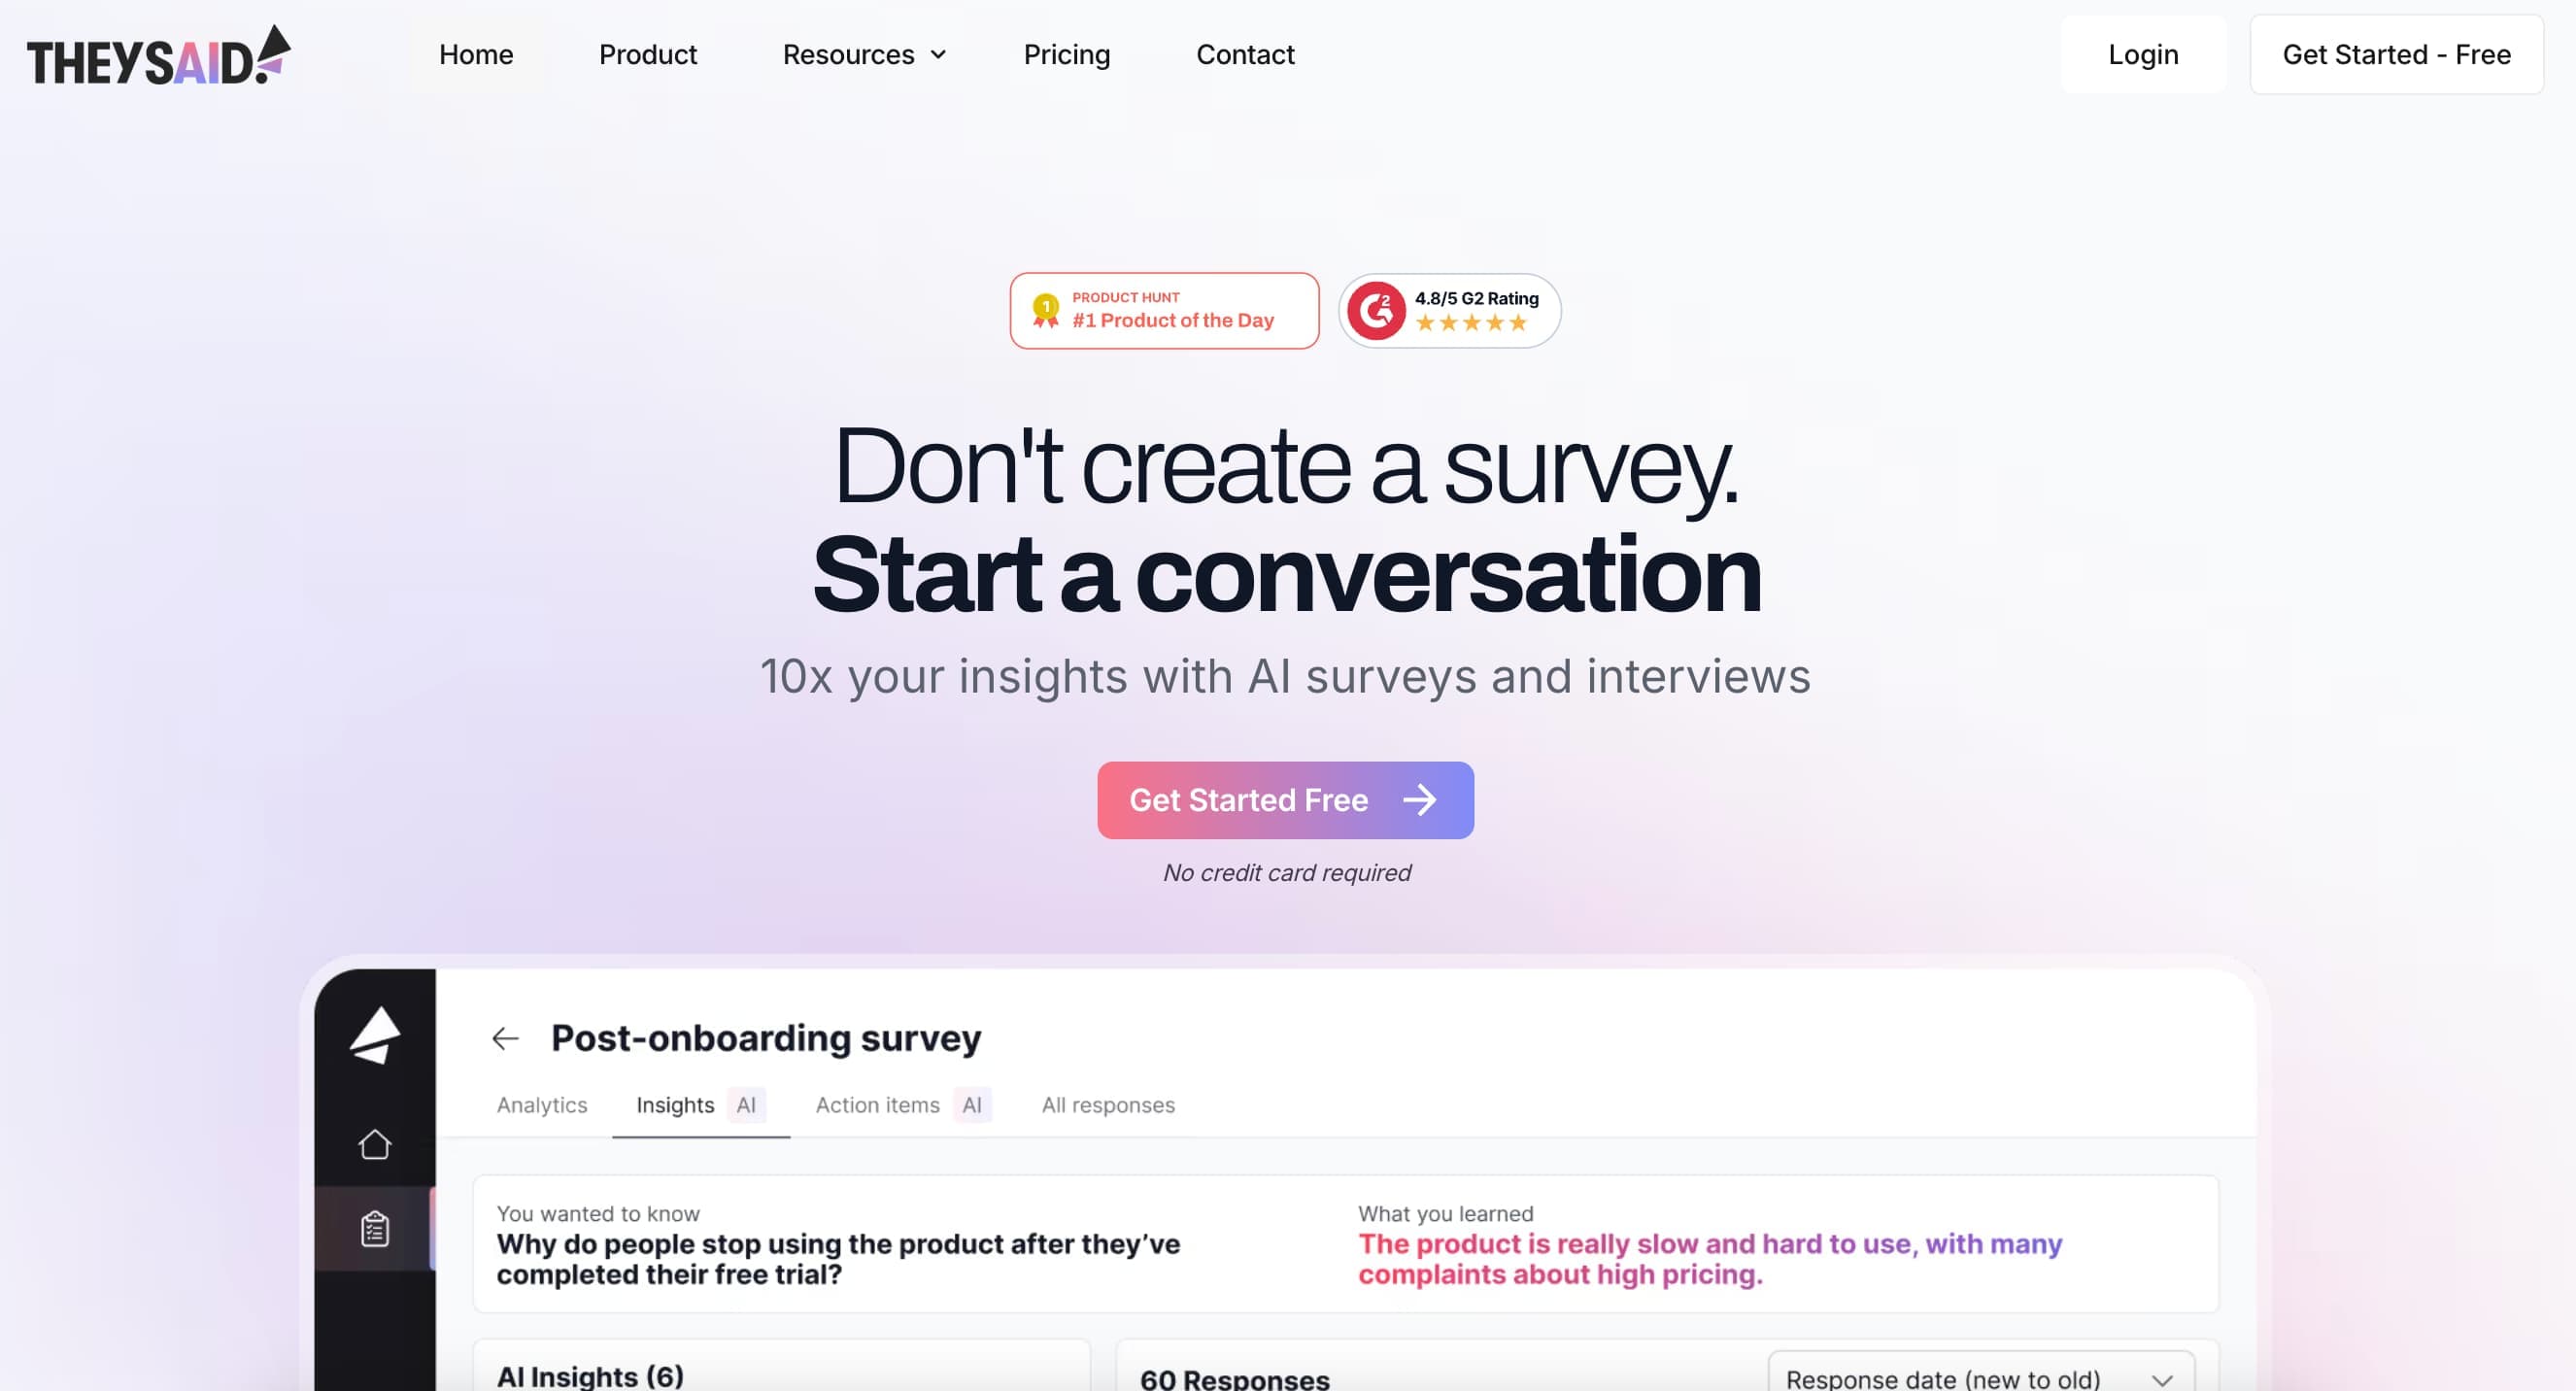 THEYSAID.
Home
Product
Resources
Pricing
Contact
Login
Get Started - Free
1
PRODUCT HUNT
#1 Product of the Day
G2
4.8/5 G2 Rating
Don't create a survey.
Start a conversation
10x your insights with AI surveys and interviews
Get Started Free
No credit card required
Post-onboarding survey
Analytics
Insights AI
Action items AI
All responses
You wanted to know
Why do people stop using the product after they’ve
completed their free trial?
What you learned
The product is really slow and hard to use, with many
complaints about high pricing.
AI Insights (6)
60 Responses
Response date (new to old)